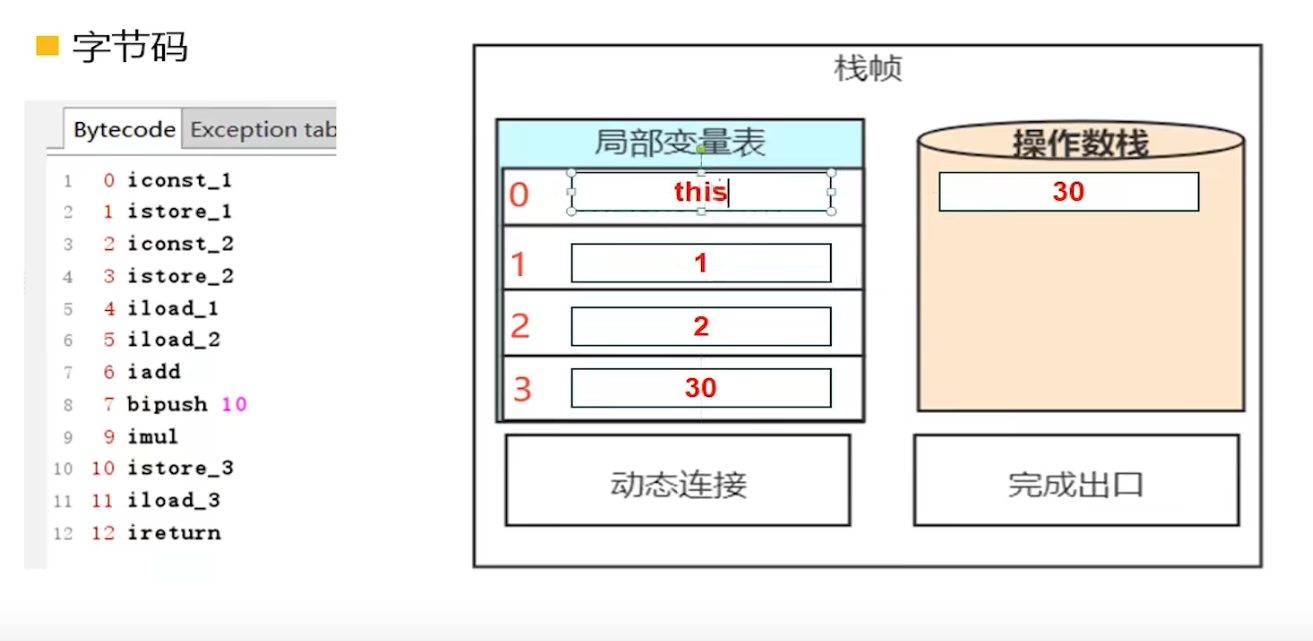 字节码
Bytecode Exception tab
1 0 iconst_1
2 1 istore_1
3 2 iconst_2
4 3 istore_2
5 4 iload_1
6 5 iload_2
7 6 iadd
8 7 bipush 10
9 9 imul
10 10 istore_3
11 11 iload_3
12 12 ireturn
栈帧
局部变量表
0 this
1 1
2 2
3 30
操作数栈
30
动态连接
完成出口